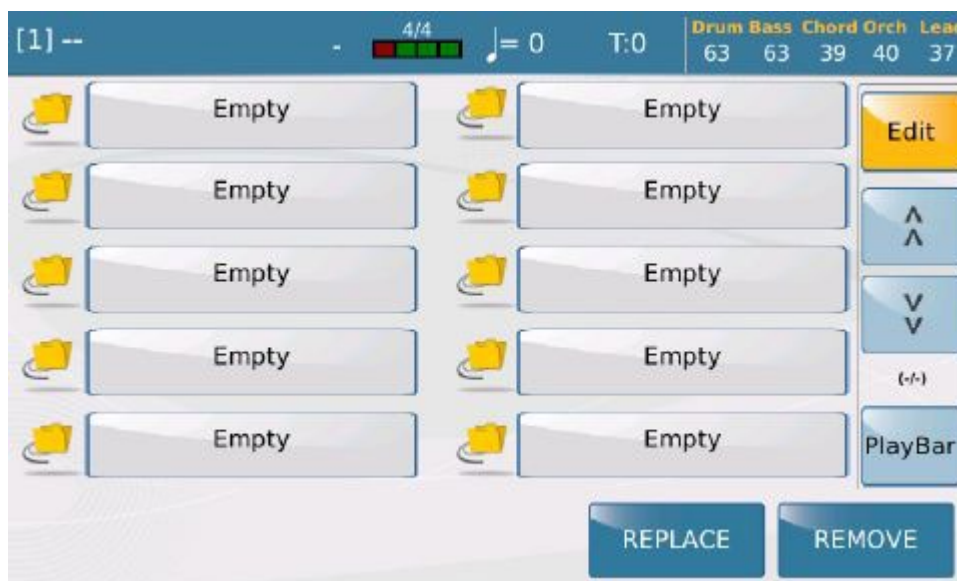 [1] -- - 4/4 = 0 T:0 Drum Bass Chord Orch Lead
63 63 39 40 37
Empty Empty Edit
Empty Empty
Empty Empty
Empty Empty (-/-)
Empty Empty PlayBar
REPLACE REMOVE